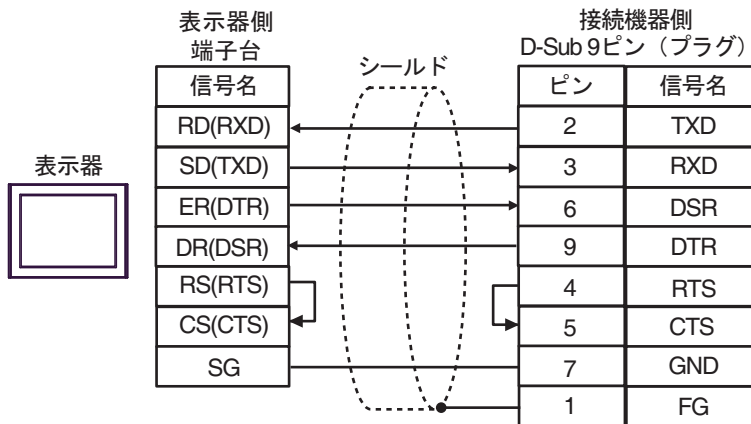 表示器側
端子台
接続機器側
D-Sub 9ピン（プラグ）
シールド
信号名
ピン 信号名
RD(RXD) 2 TXD
表示器
SD(TXD) 3 RXD
ER(DTR) 6 DSR
DR(DSR) 9 DTR
RS(RTS) 4 RTS
CS(CTS) 5 CTS
SG 7 GND
1 FG